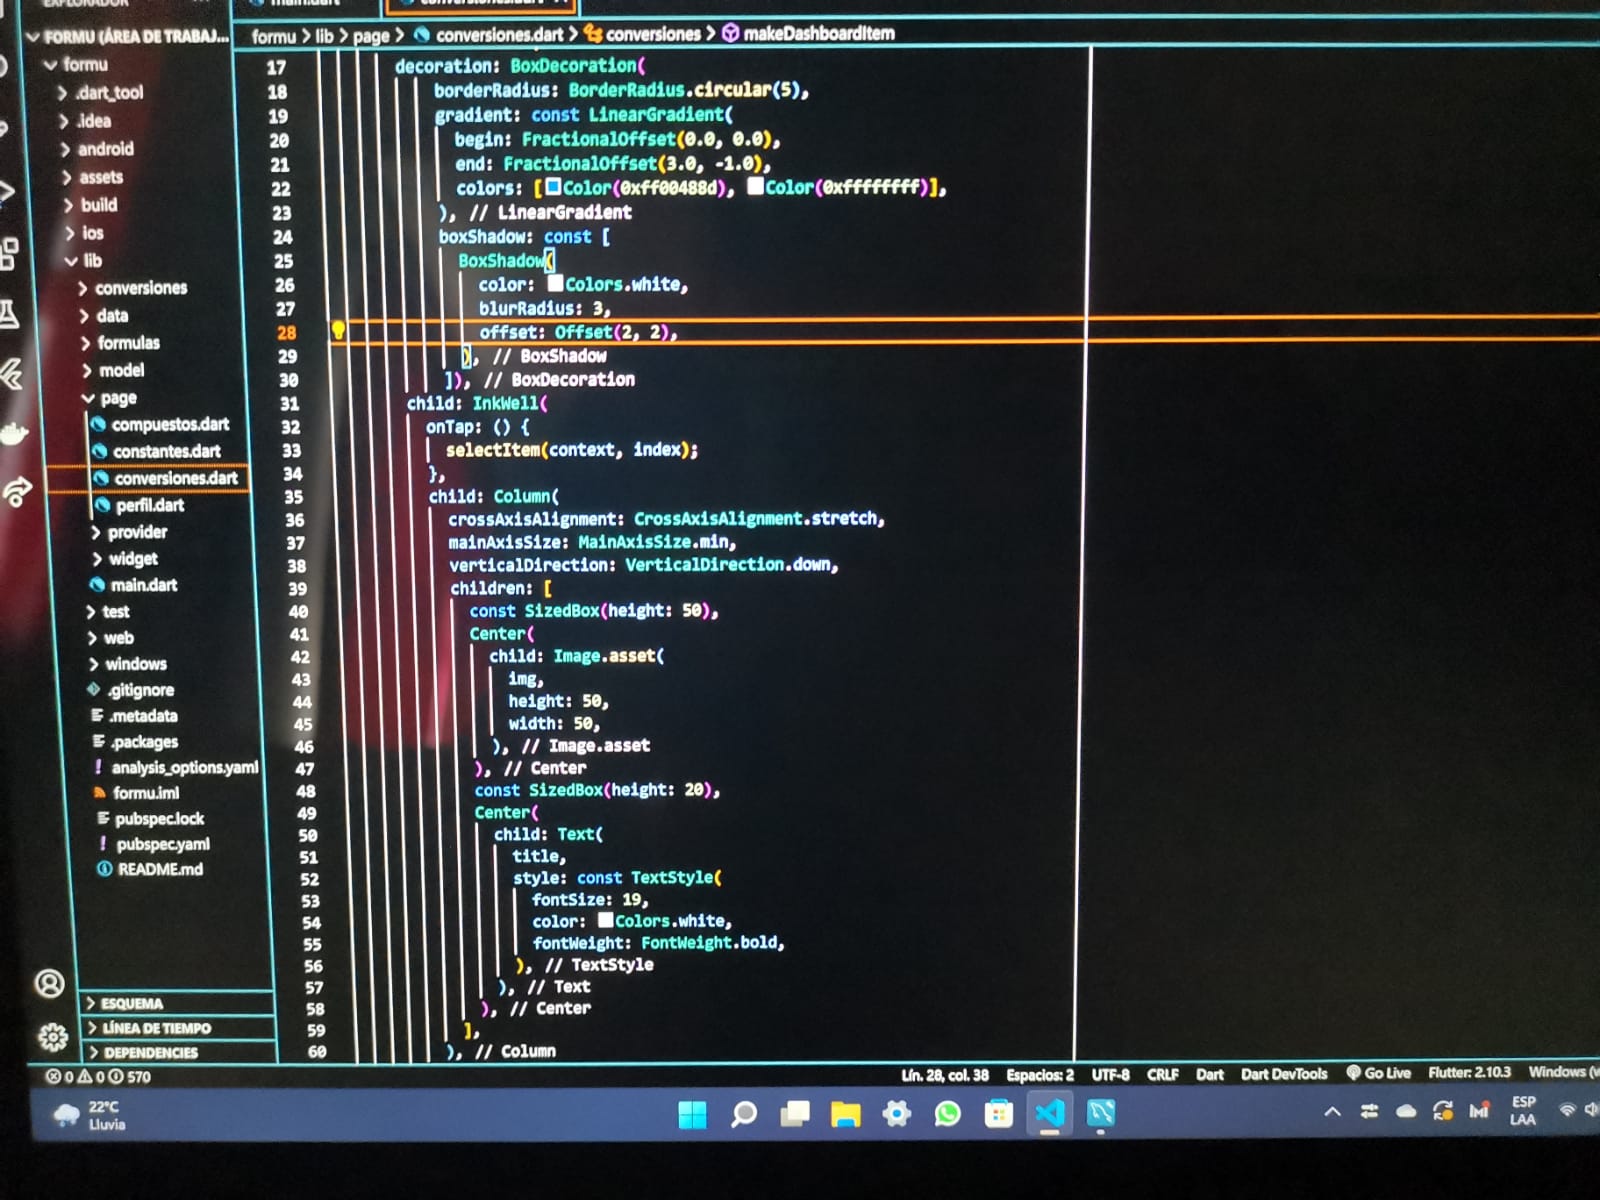 EXPLORADOR
main.dart
conversiones.dart
FORMU (ÁREA DE TRABAJ...
formu > lib > page > conversiones.dart > conversiones > makeDashboardItem
formu
.dart_tool
.idea
android
assets
build
ios
lib
conversiones
data
formulas
model
page
compuestos.dart
constantes.dart
conversiones.dart
perfil.dart
provider
widget
main.dart
test
web
windows
.gitignore
.metadata
.packages
! analysis_options.yaml
formu.iml
pubspec.lock
! pubspec.yaml
README.md
ESQUEMA
LÍNEA DE TIEMPO
DEPENDENCIES
17 decoration: BoxDecoration(
18 borderRadius: BorderRadius.circular(5),
19 gradient: const LinearGradient(
20 begin: FractionalOffset(0.0, 0.0),
21 end: FractionalOffset(3.0, -1.0),
22 colors: [Color(0xff00488d), Color(0xffffffff)],
23 ), // LinearGradient
24 boxShadow: const [
25 BoxShadow(
26 color: Colors.white,
27 blurRadius: 3,
28 offset: Offset(2, 2),
29 ), // BoxShadow
30 ]), // BoxDecoration
31 child: InkWell(
32 onTap: () {
33 selectItem(context, index);
34 },
35 child: Column(
36 crossAxisAlignment: CrossAxisAlignment.stretch,
37 mainAxisSize: MainAxisSize.min,
38 verticalDirection: VerticalDirection.down,
39 children: [
40 const SizedBox(height: 50),
41 Center(
42 child: Image.asset(
43 img,
44 height: 50,
45 width: 50,
46 ), // Image.asset
47 ), // Center
48 const SizedBox(height: 20),
49 Center(
50 child: Text(
51 title,
52 style: const TextStyle(
53 fontSize: 19,
54 color: Colors.white,
55 fontWeight: FontWeight.bold,
56 ), // TextStyle
57 ), // Text
58 ), // Center
59 ],
60 ), // Column
0 0 570
Lín. 28, col. 38 Espacios: 2 UTF-8 CRLF Dart Dart DevTools Go Live Flutter: 2.10.3 Windows (w
22°C
Lluvia
ESP
LAA